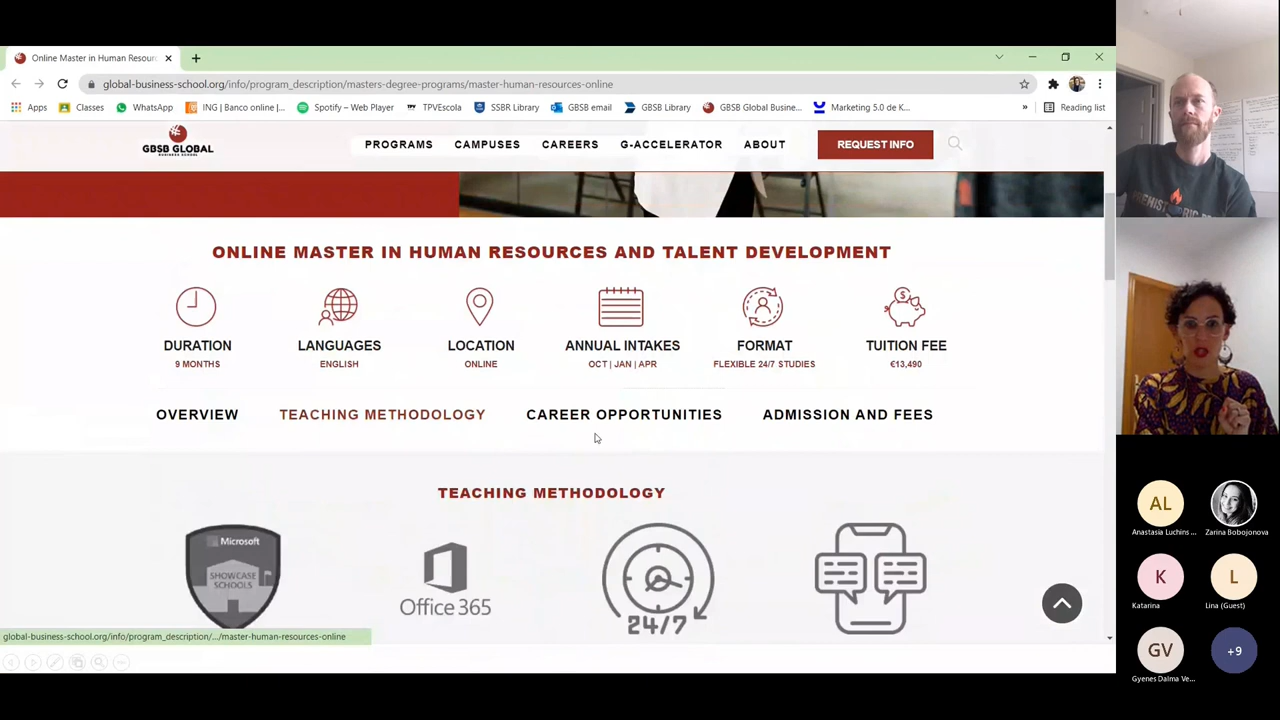 Online Master in Human Resourc
global-business-school.org/info/program_description/masters-degree-programs/master-human-resources-online
Apps Classes WhatsApp ING | Banco online |... Spotify – Web Player TPVEscola SSBR Library GBSB email GBSB Library GBSB Global Busine... Marketing 5.0 de K... » Reading list
GBSB GLOBAL
BUSINESS SCHOOL
PROGRAMS CAMPUSES CAREERS G-ACCELERATOR ABOUT REQUEST INFO
ONLINE MASTER IN HUMAN RESOURCES AND TALENT DEVELOPMENT
DURATION LANGUAGES LOCATION ANNUAL INTAKES FORMAT TUITION FEE
9 MONTHS ENGLISH ONLINE OCT | JAN | APR FLEXIBLE 24/7 STUDIES €13,490
OVERVIEW TEACHING METHODOLOGY CAREER OPPORTUNITIES ADMISSION AND FEES
TEACHING METHODOLOGY
Microsoft
SHOWCASE
SCHOOLS
Office 365
24/7
global-business-school.org/info/program_description/.../master-human-resources-online
AL
Anastasia Luchins ... Zarina Bobojonova
K L
Katarina Lina (Guest)
GV +9
Gyenes Dalma Ve...